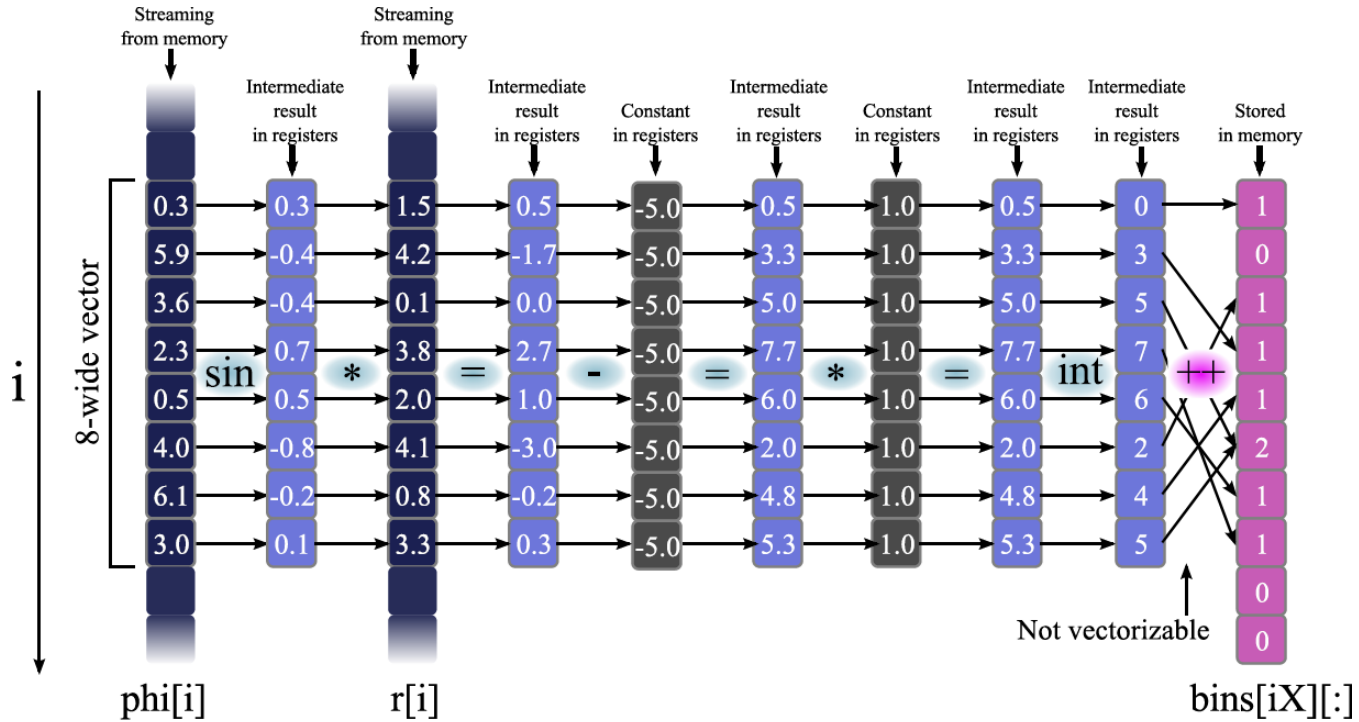 Streaming
from memory
Streaming
from memory
Intermediate
result
in registers
Intermediate
result
in registers
Constant
in registers
Intermediate
result
in registers
Constant
in registers
Intermediate
result
in registers
Intermediate
result
in registers
Stored
in memory
0.3 0.3 1.5 0.5 -5.0 0.5 1.0 0.5 0 1
5.9 -0.4 4.2 -1.7 -5.0 3.3 1.0 3.3 3 0
3.6 -0.4 0.1 0.0 -5.0 5.0 1.0 5.0 5 1
2.3 0.7 3.8 2.7 -5.0 7.7 1.0 7.7 7 1
sin * = - = * = int ++
0.5 0.5 2.0 1.0 -5.0 6.0 1.0 6.0 6 1
4.0 -0.8 4.1 -3.0 -5.0 2.0 1.0 2.0 2 2
6.1 -0.2 0.8 -0.2 -5.0 4.8 1.0 4.8 4 1
3.0 0.1 3.3 0.3 -5.0 5.3 1.0 5.3 5 1
0
0
i
8-wide vector
Not vectorizable
phi[i]
r[i]
bins[iX][:]